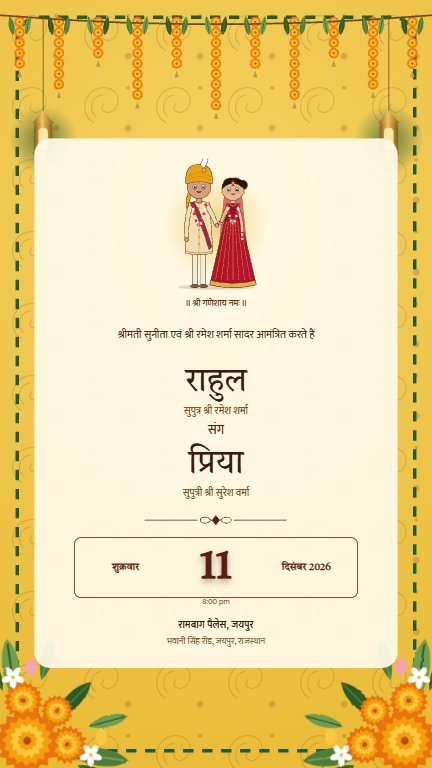 ॥ श्री गणेशाय नमः ॥
श्रीमती सुनीता एवं श्री रमेश शर्मा सादर आमंत्रित करते हैं
राहुल
सुपुत्र श्री रमेश शर्मा
संग
प्रिया
सुपुत्री श्री सुरेश वर्मा
शुक्रवार 11 दिसंबर 2026
8:00 pm
रामबाग पैलेस, जयपुर
भवानी सिंह रोड, जयपुर, राजस्थान